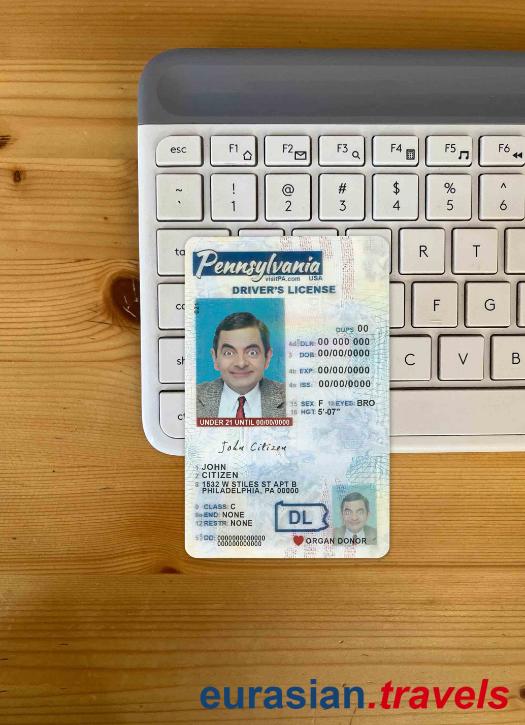 esc F1 F2 F3 F4 F5 F6
~ ! @ # $ % ^
` 1 2 3 4 5 6
R T
F G
C V B
Pennsylvania
visitPA.com USA
DRIVER'S LICENSE
DUPS 00
4d DLN: 00 000 000
3 DOB: 00/00/0000
4b EXP: 00/00/0000
4a ISS: 00/00/0000
15 SEX: F 18 EYES: BRO
16 HGT: 5'-07"
UNDER 21 UNTIL 00/00/0000
John Citizen
1 JOHN
2 CITIZEN
8 1632 W STILES ST APT B
PHILADELPHIA, PA 00000
9 CLASS: C
9a END: NONE
12 RESTR: NONE
DL
5 DD: 0000000000000
0000000000000
ORGAN DONOR
eurasian.travels